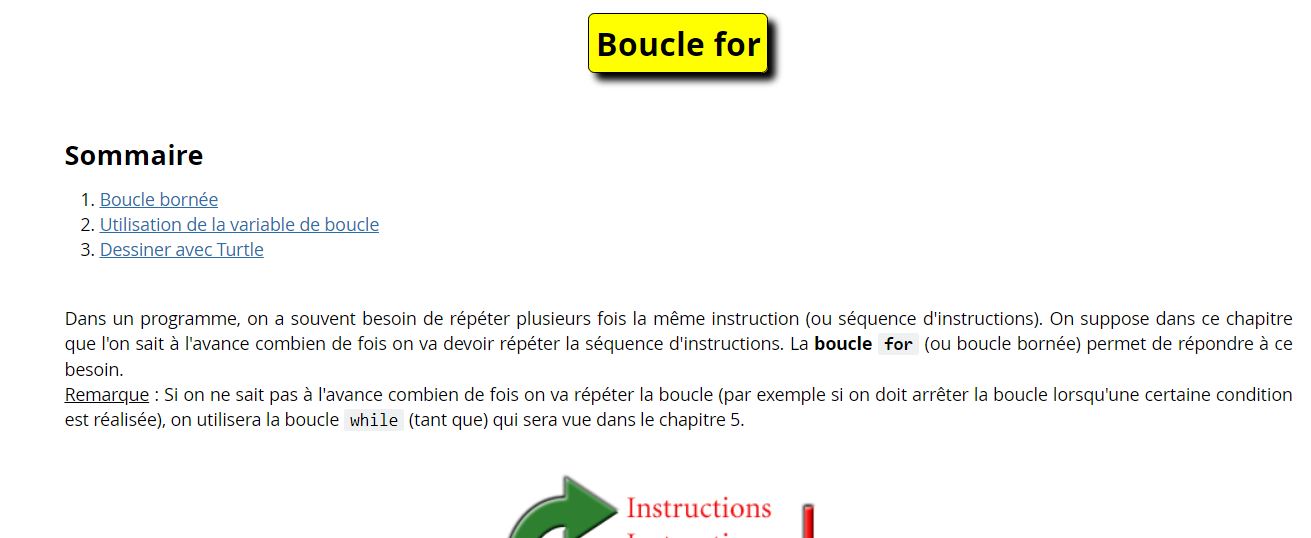 Boucle for
Sommaire
1. Boucle bornée
2. Utilisation de la variable de boucle
3. Dessiner avec Turtle
Dans un programme, on a souvent besoin de répéter plusieurs fois la même instruction (ou séquence d'instructions). On suppose dans ce chapitre
que l'on sait à l'avance combien de fois on va devoir répéter la séquence d'instructions. La boucle for (ou boucle bornée) permet de répondre à ce
besoin.
Remarque : Si on ne sait pas à l'avance combien de fois on va répéter la boucle (par exemple si on doit arrêter la boucle lorsqu'une certaine condition
est réalisée), on utilisera la boucle while (tant que) qui sera vue dans le chapitre 5.
Instructions